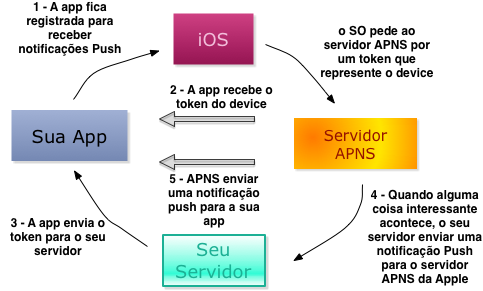 1 - A app fica
registrada para
receber
notificações Push
iOS
o SO pede ao
servidor APNS por
um token que
represente o device
2 - A app recebe o
token do device
Sua App
Servidor
APNS
5 - APNS enviar
uma notificação
push para a sua
app
3 - A app envia o
token para o seu
servidor
4 - Quando alguma
coisa interessante
acontece, o seu
servidor enviar uma
notificação Push
para o servidor
APNS da Apple
Seu
Servidor